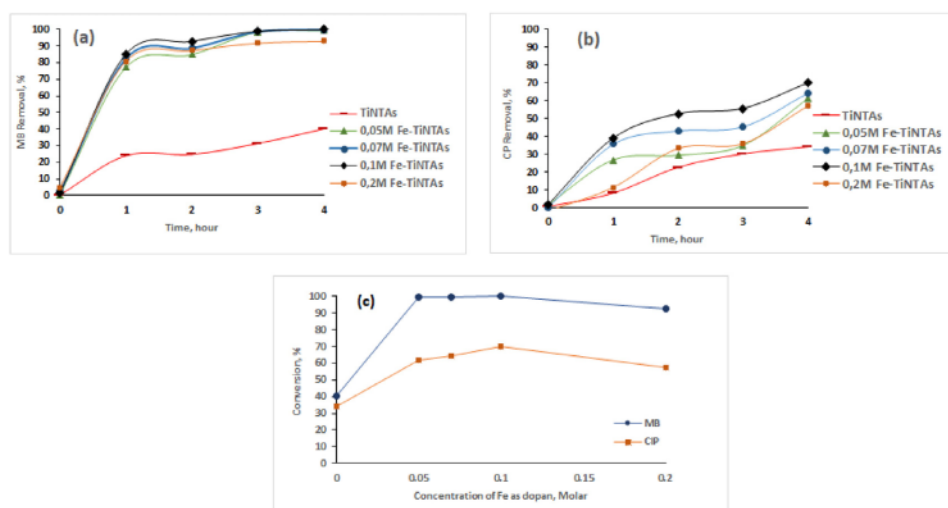 (a)
MB Removal, %
100
90
80
70
60
50
40
30
20
10
0
0 1 2 3 4
Time, hour
TiNTAs
0,05M Fe-TiNTAs
0,07M Fe-TiNTAs
0,1M Fe-TiNTAs
0,2M Fe-TiNTAs
(b)
CP Removal, %
100
90
80
70
60
50
40
30
20
10
0
0 1 2 3 4
Time, hour
TiNTAs
0,05M Fe-TiNTAs
0,07M Fe-TiNTAs
0,1M Fe-TiNTAs
0,2M Fe-TiNTAs
(c)
Conversion, %
100
90
80
70
60
50
40
30
20
10
0
0 0.05 0.1 0.15 0.2
Concentration of Fe as dopan, Molar
MB
CIP